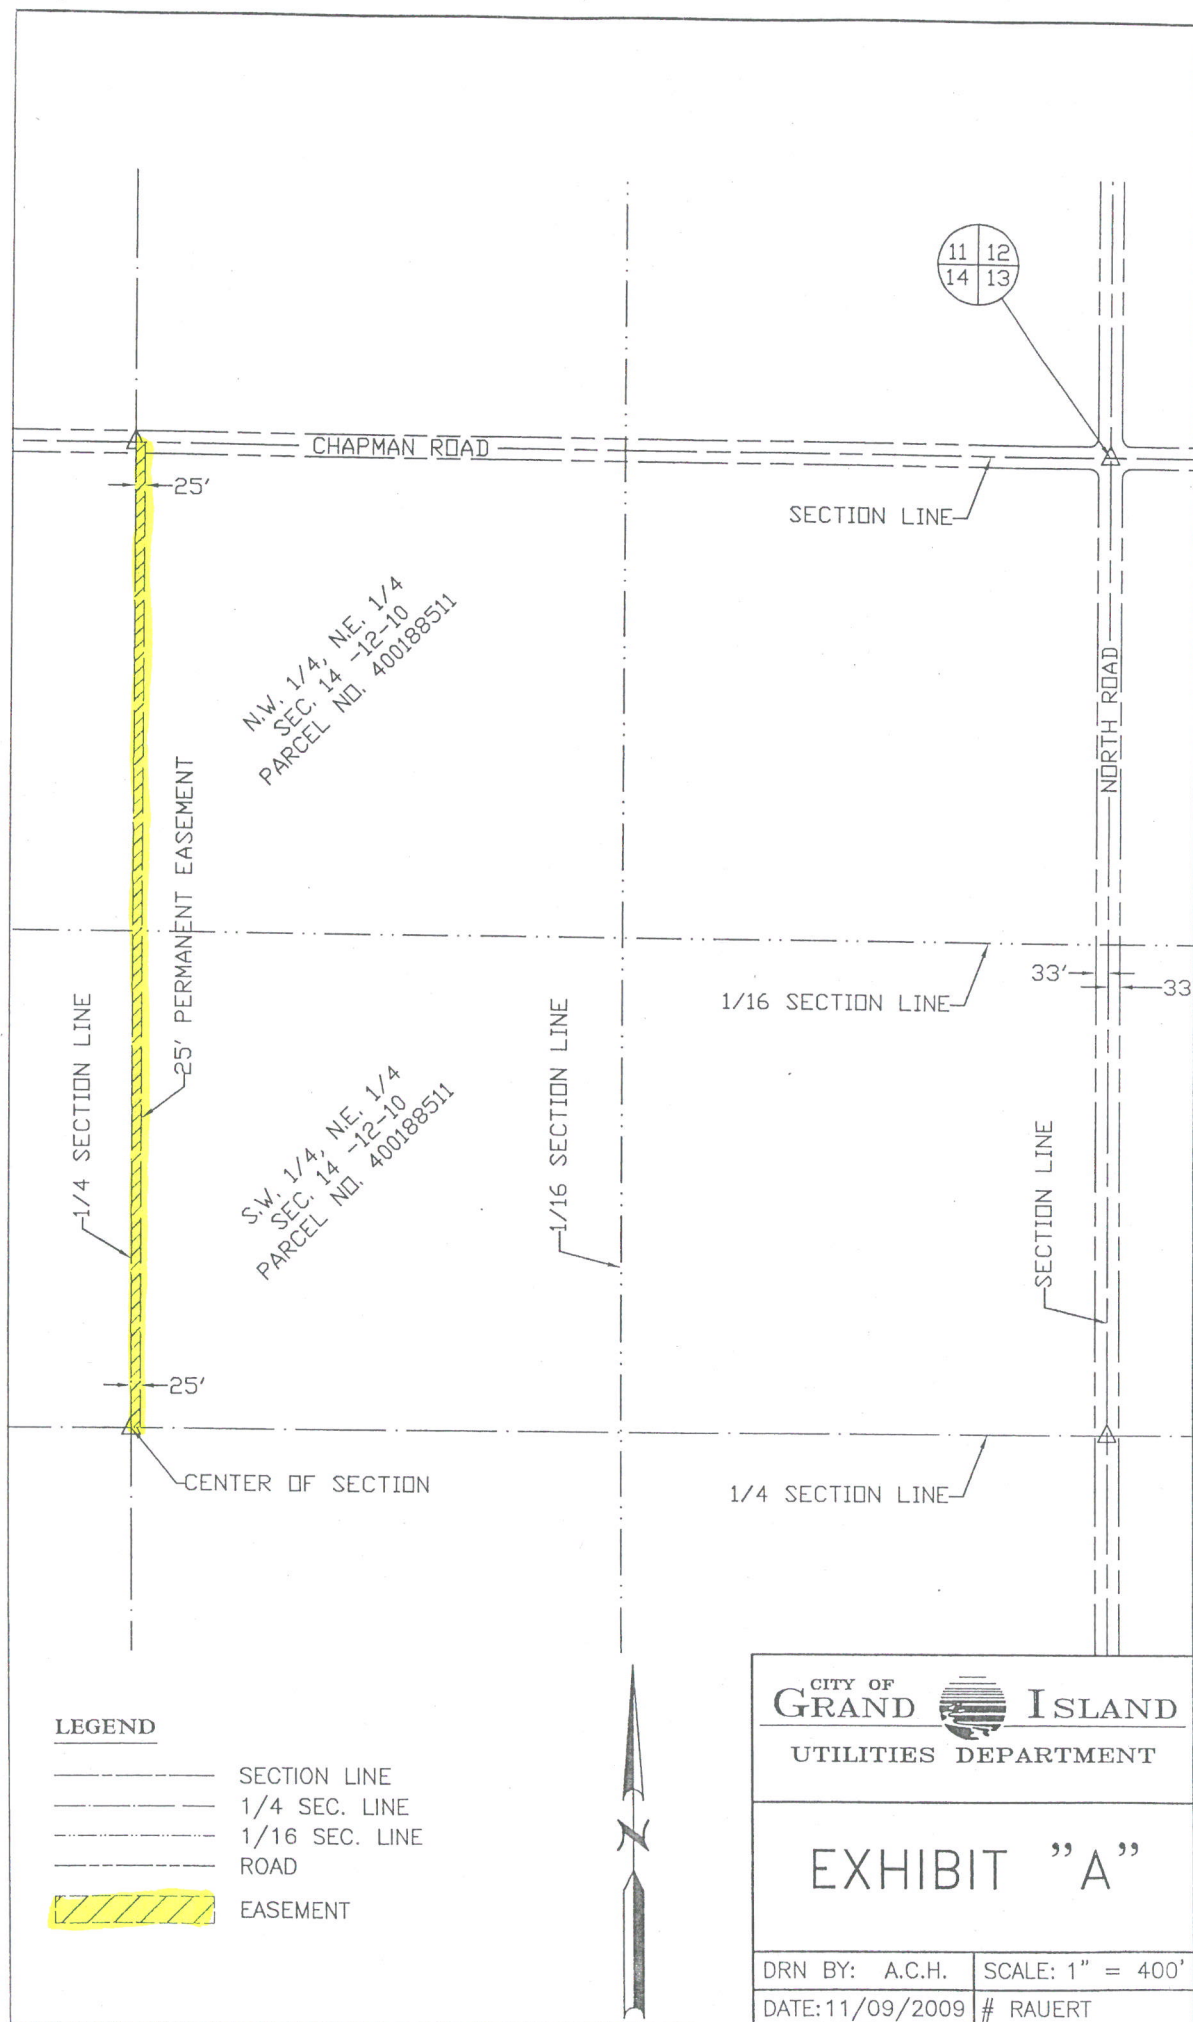 11 12
14 13
CHAPMAN ROAD
25'
SECTION LINE
N.W. 1/4, N.E. 1/4
SEC. 14 -12-10
PARCEL NO. 400188511
NORTH ROAD
25' PERMANENT EASEMENT
1/4 SECTION LINE
1/16 SECTION LINE
33'
33
1/16 SECTION LINE
S.W. 1/4, N.E. 1/4
SEC. 14 -12-10
PARCEL NO. 400188511
SECTION LINE
25'
CENTER OF SECTION
1/4 SECTION LINE
LEGEND
SECTION LINE
1/4 SEC. LINE
1/16 SEC. LINE
ROAD
EASEMENT
N
CITY OF
GRAND ISLAND
UTILITIES DEPARTMENT
EXHIBIT "A"
DRN BY: A.C.H. SCALE: 1" = 400'
DATE: 11/09/2009 # RAUERT